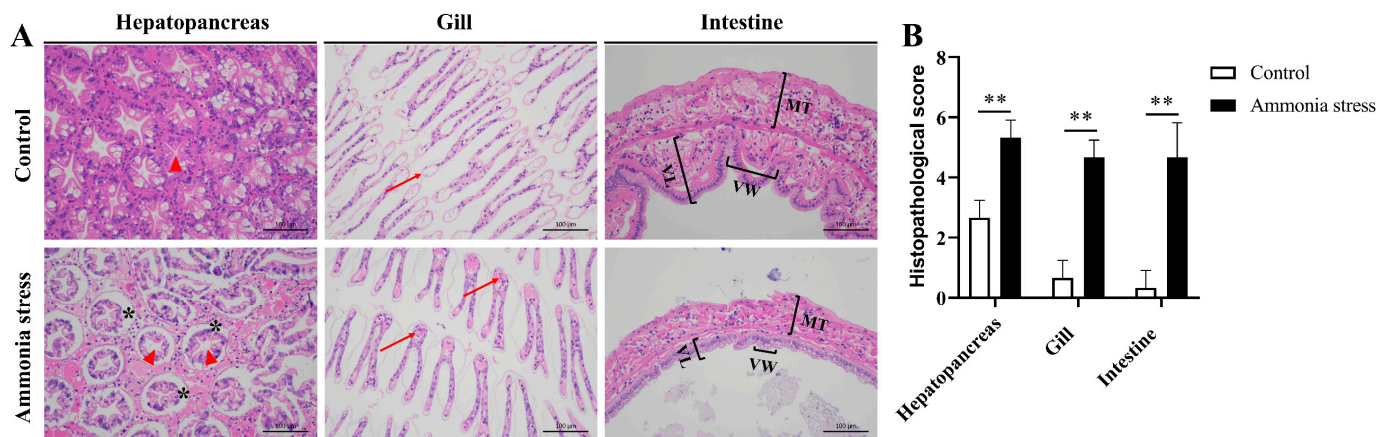 A
Hepatopancreas
Gill
Intestine
Control
100 μm
100 μm
MT
VL
VW
100 μm
Ammonia stress
*
*
*
100 μm
100 μm
MT
VL
VW
100 μm
B
Histopathological score
8
6
4
2
0
**
**
**
Hepatopancreas
Gill
Intestine
Control
Ammonia stress